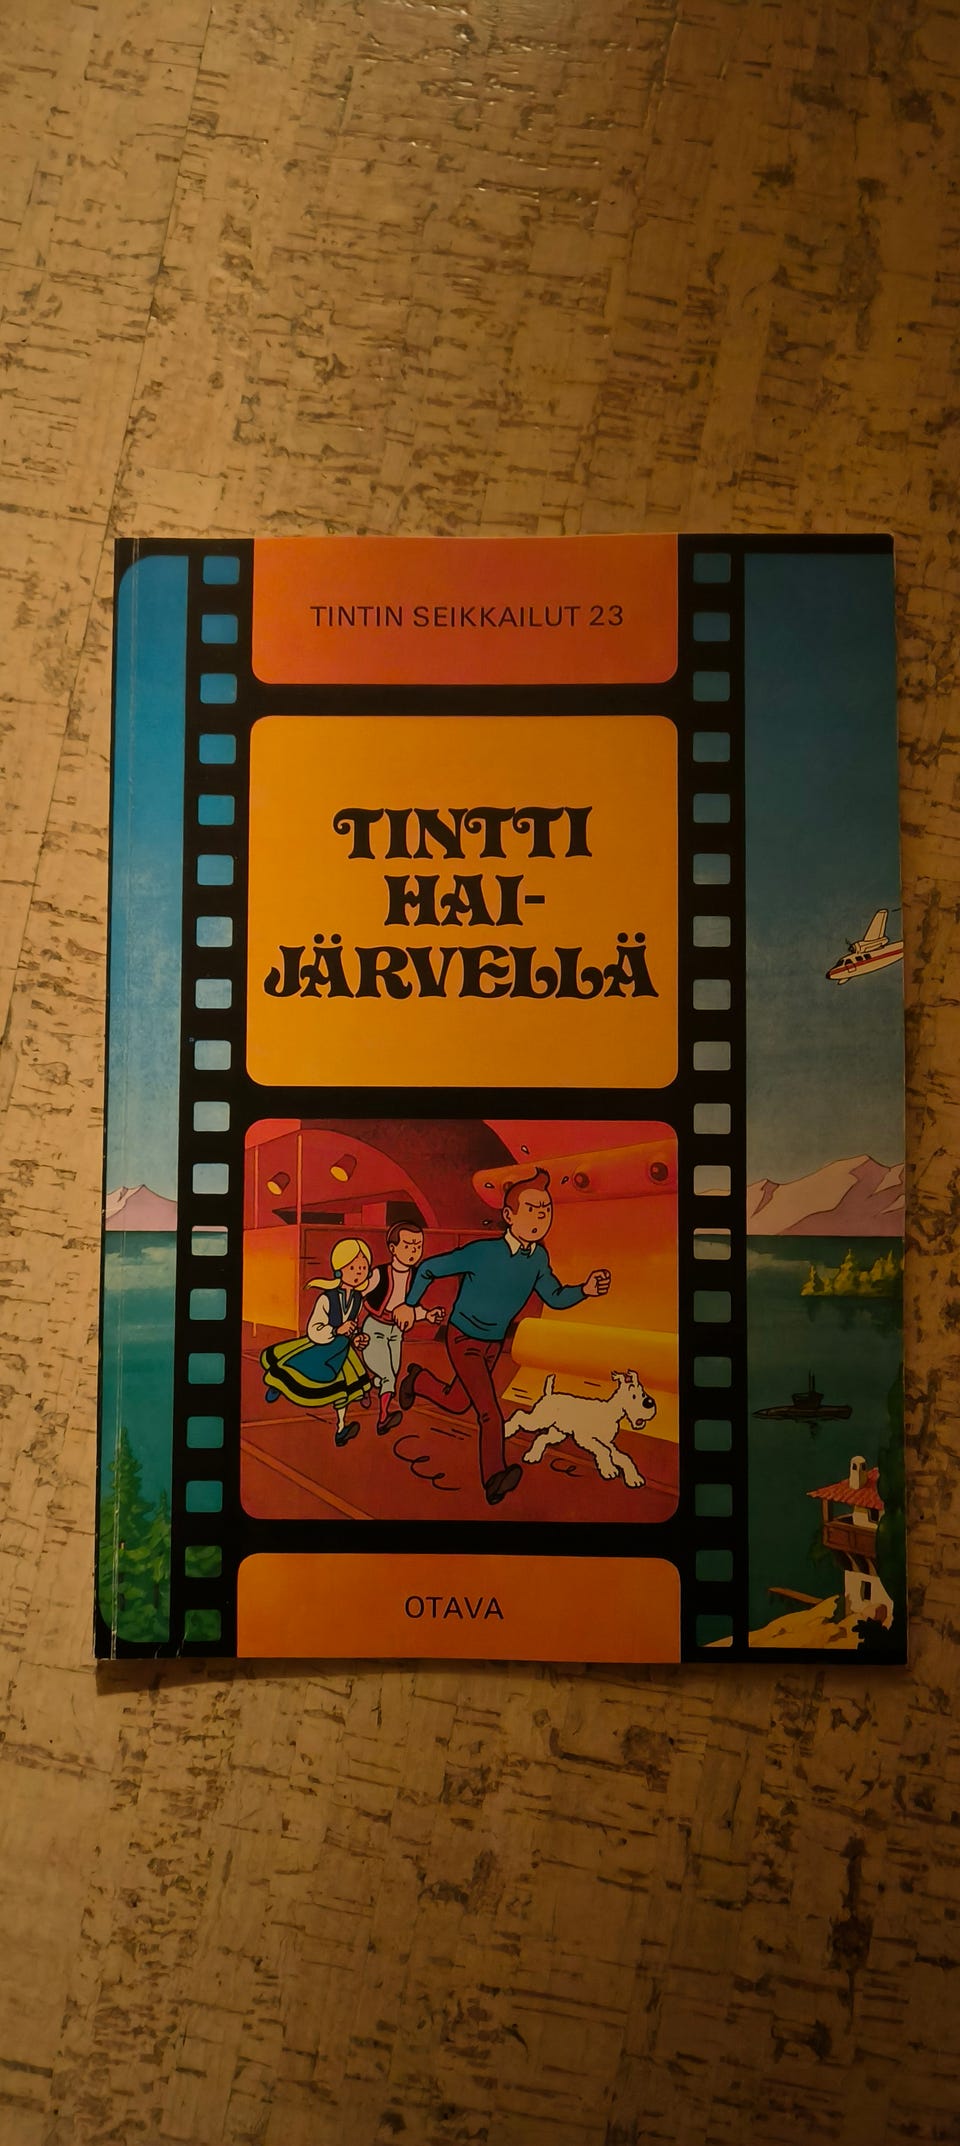 TINTIN SEIKKAILUT 23
TINTTI
HAI-
JÄRVELLÄ
OTAVA